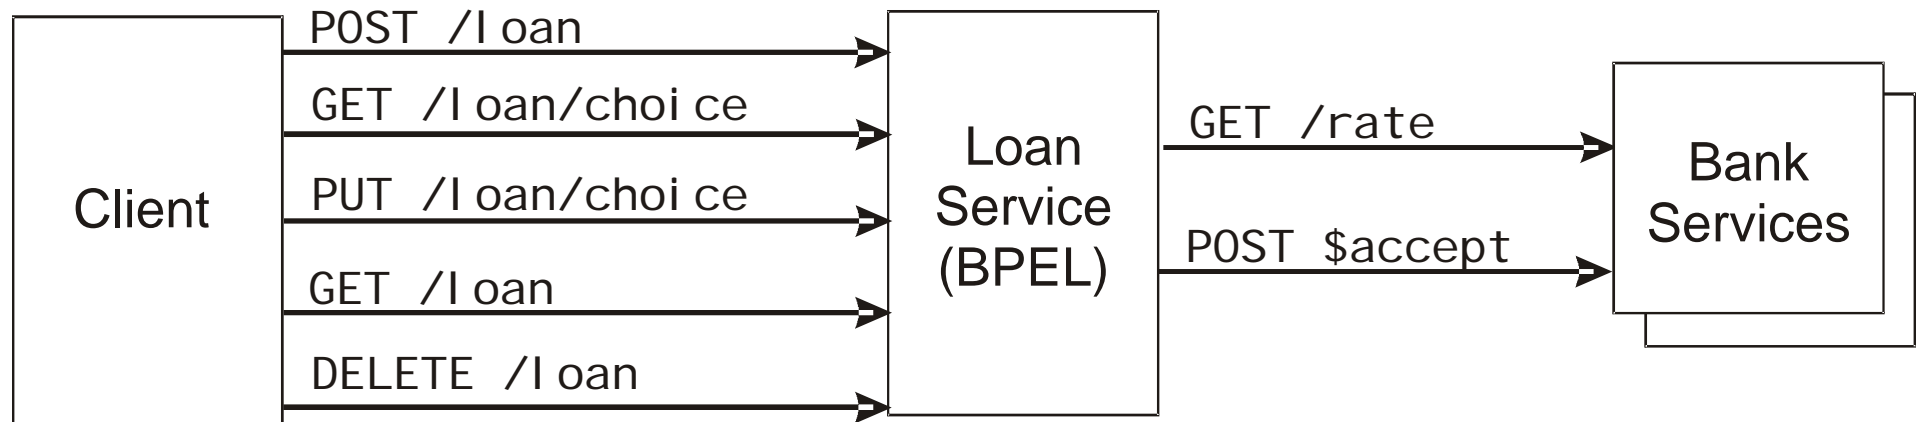 Client
POST /loan
GET /loan/choice
PUT /loan/choice
GET /loan
DELETE /loan
Loan
Service
(BPEL)
GET /rate
POST $accept
Bank
Services